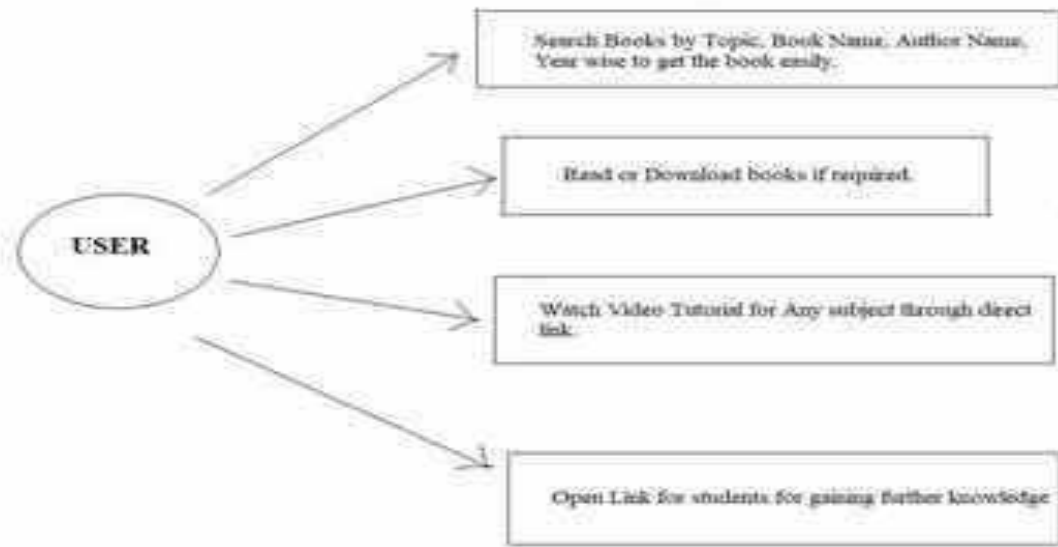 Search Books by Topic, Book Name, Author Name,
Year wise to get the book easily.
Read or Download books if required.
USER
Watch Video Tutorial for Any subject through direct
link.
Open Link for students for gaining further knowledge